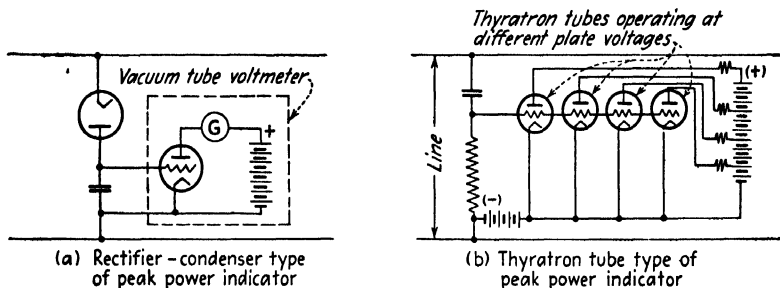 Vacuum tube voltmeter
G
+
(a) Rectifier-condenser type
of peak power indicator
Thyratron tubes operating at
different plate voltages
(+)
Line
(-)
(b) Thyratron tube type of
peak power indicator